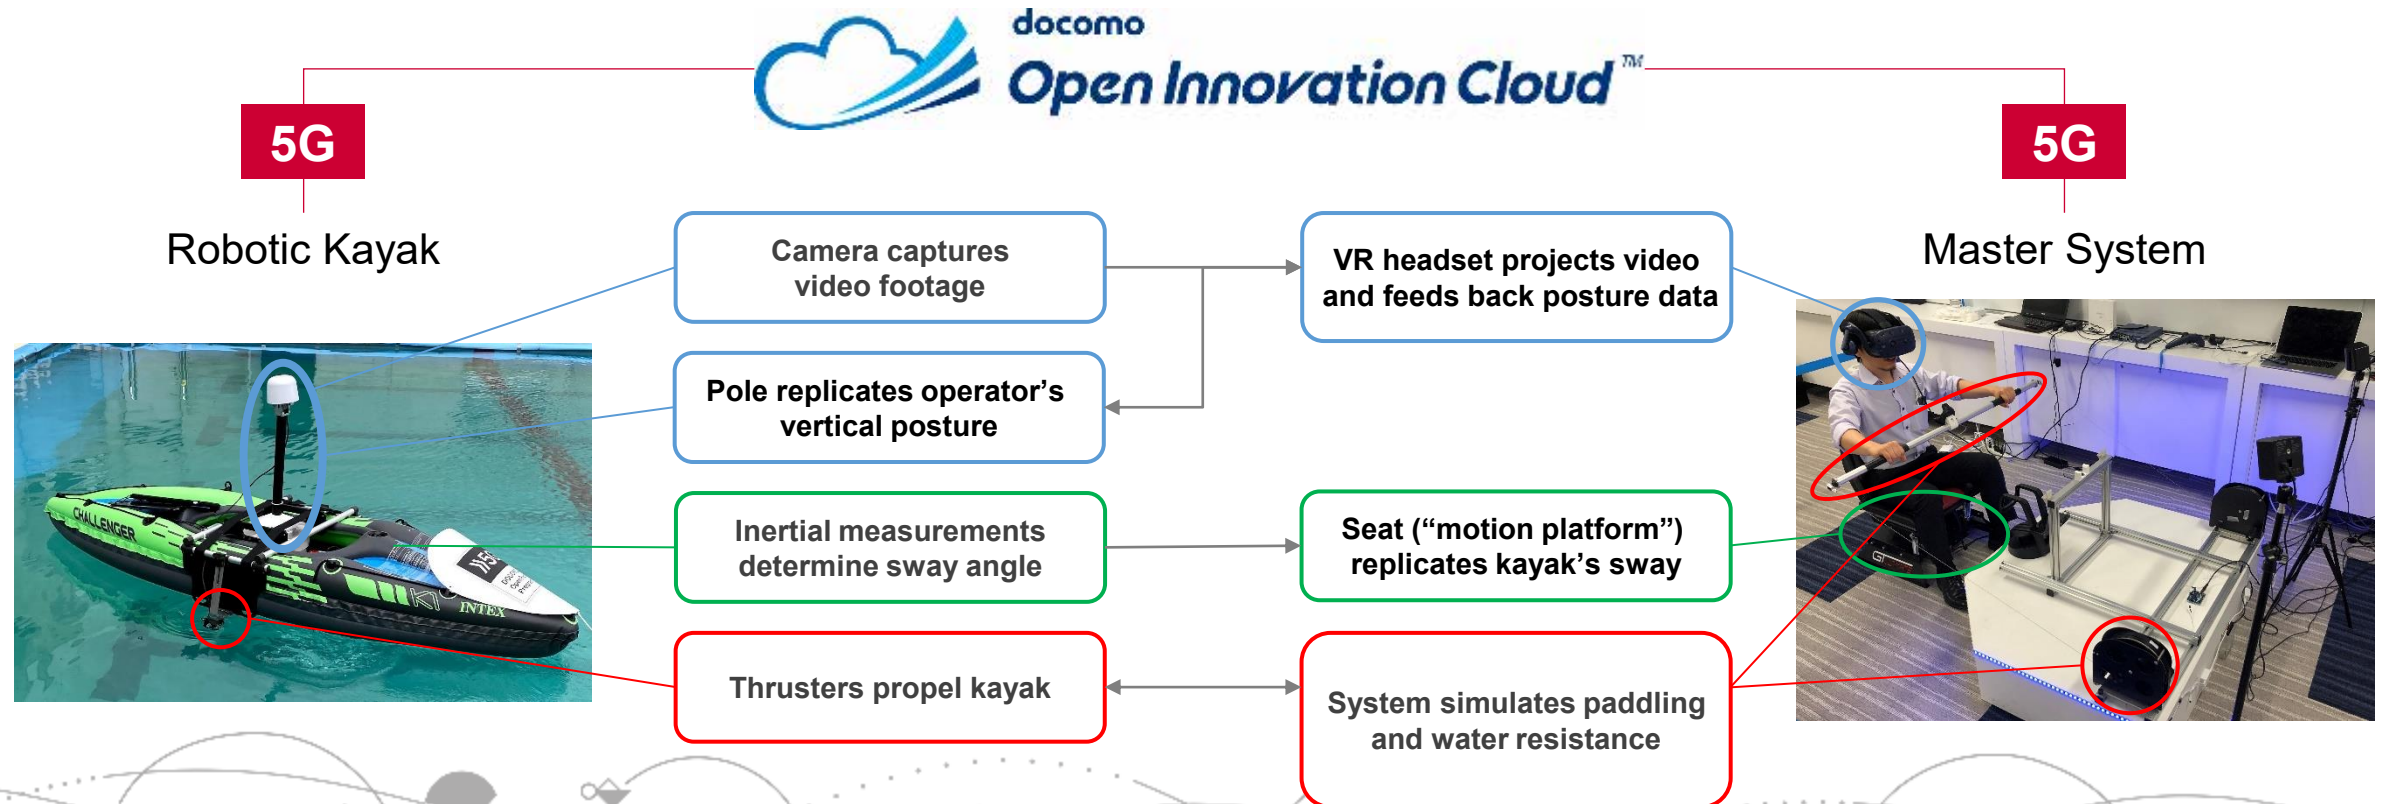 docomo
Open Innovation Cloud™
5G
5G
Robotic Kayak
Master System
Camera captures
video footage
VR headset projects video
and feeds back posture data
Pole replicates operator's
vertical posture
Inertial measurements
determine sway angle
Seat (“motion platform”)
replicates kayak's sway
Thrusters propel kayak
System simulates paddling
and water resistance
CHALLENGER
K1
INTEX
GT